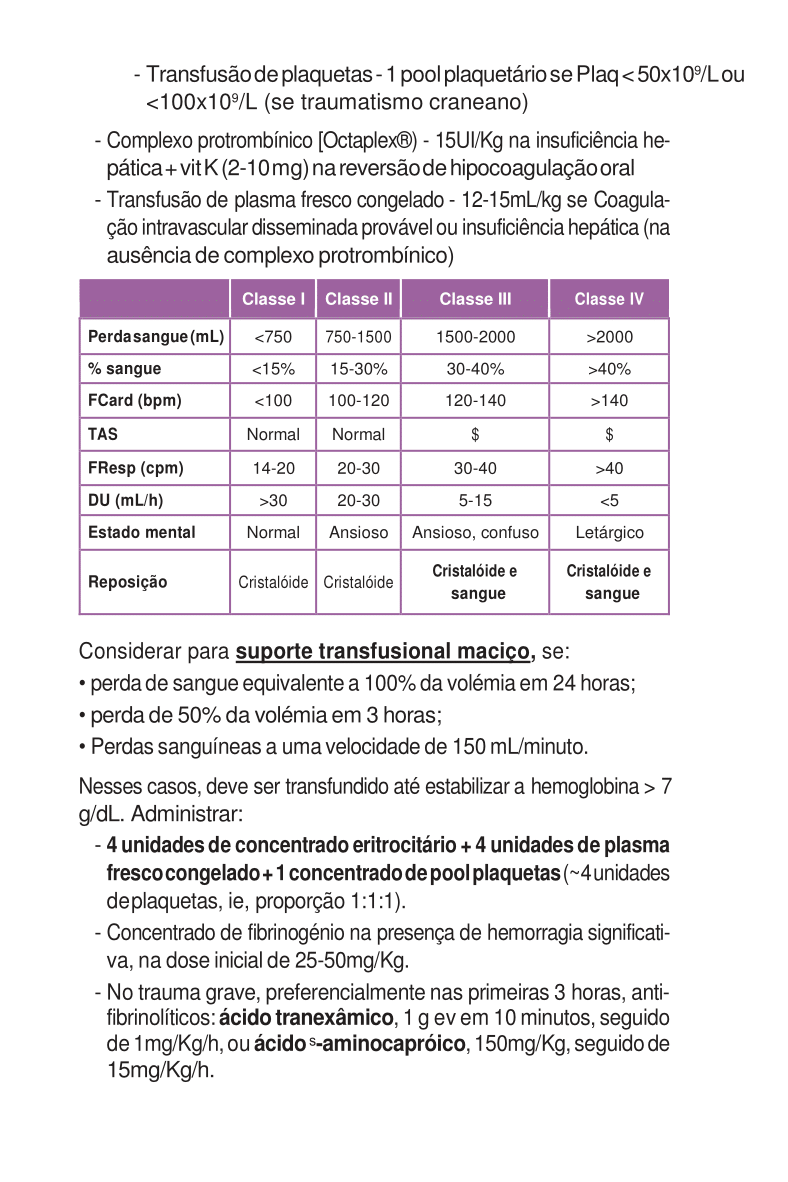 - Transfusão de plaquetas - 1 pool plaquetário se Plaq < 50x10⁹/L ou
<100x10⁹/L (se traumatismo craneano)
- Complexo protrombínico [Octaplex®) - 15UI/Kg na insuficiência he-
pática + vit K (2-10 mg) na reversão de hipocoagulação oral
- Transfusão de plasma fresco congelado - 12-15mL/kg se Coagula-
ção intravascular disseminada provável ou insuficiência hepática (na
ausência de complexo protrombínico)
Classe I Classe II Classe III Classe IV
Perda sangue (mL) <750 750-1500 1500-2000 >2000
% sangue <15% 15-30% 30-40% >40%
FCard (bpm) <100 100-120 120-140 >140
TAS Normal Normal $ $
FResp (cpm) 14-20 20-30 30-40 >40
DU (mL/h) >30 20-30 5-15 <5
Estado mental Normal Ansioso Ansioso, confuso Letárgico
Reposição Cristalóide Cristalóide Cristalóide e sangue Cristalóide e sangue
Considerar para suporte transfusional maciço, se:
• perda de sangue equivalente a 100% da volémia em 24 horas;
• perda de 50% da volémia em 3 horas;
• Perdas sanguíneas a uma velocidade de 150 mL/minuto.
Nesses casos, deve ser transfundido até estabilizar a hemoglobina > 7
g/dL. Administrar:
- 4 unidades de concentrado eritrocitário + 4 unidades de plasma
fresco congelado + 1 concentrado de pool plaquetas (~4 unidades
de plaquetas, ie, proporção 1:1:1).
- Concentrado de fibrinogénio na presença de hemorragia significati-
va, na dose inicial de 25-50mg/Kg.
- No trauma grave, preferencialmente nas primeiras 3 horas, anti-
fibrinolíticos: ácido tranexâmico, 1 g ev em 10 minutos, seguido
de 1mg/Kg/h, ou ácido ˢ-aminocapróico, 150mg/Kg, seguido de
15mg/Kg/h.